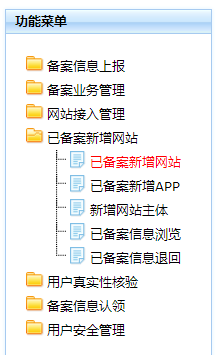 功能菜单
备案信息上报
备案业务管理
网站接入管理
已备案新增网站
已备案新增网站
已备案新增APP
新增网站主体
已备案信息浏览
已备案信息退回
用户真实性核验
备案信息认领
用户安全管理